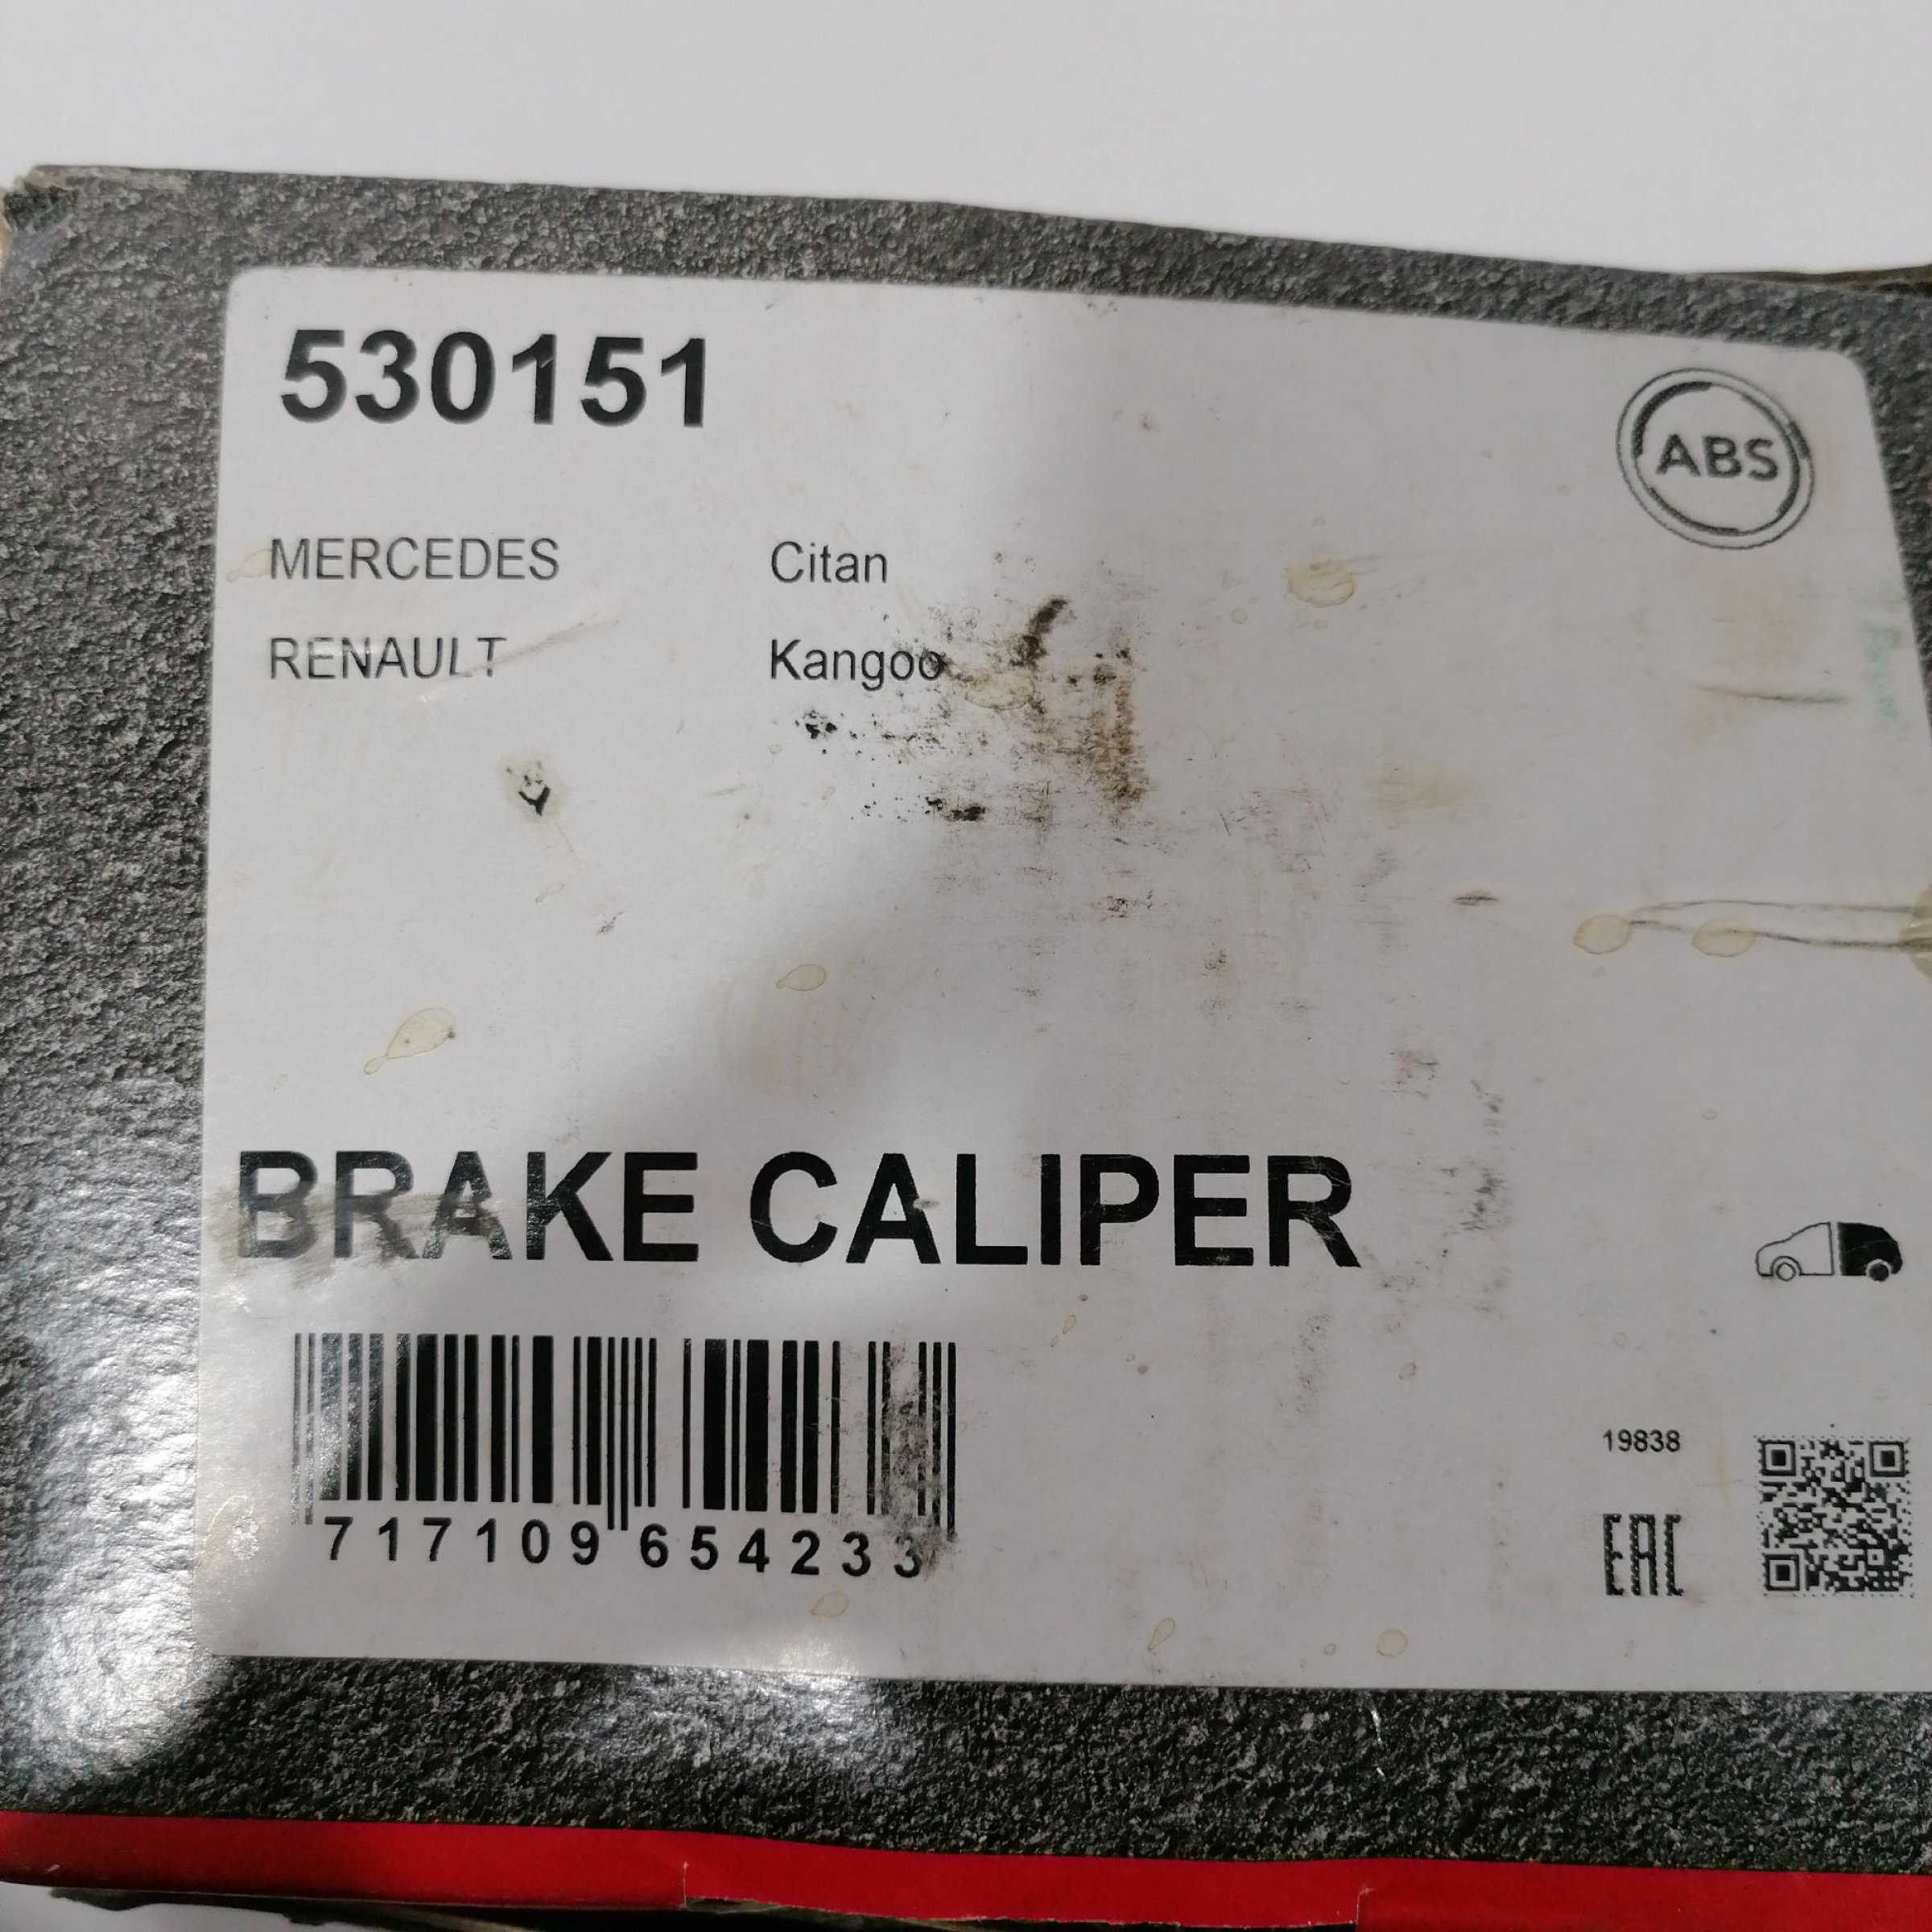 530151
ABS
MERCEDES Citan
RENAULT Kangoo
BRAKE CALIPER
717109 654233
19838
EAC